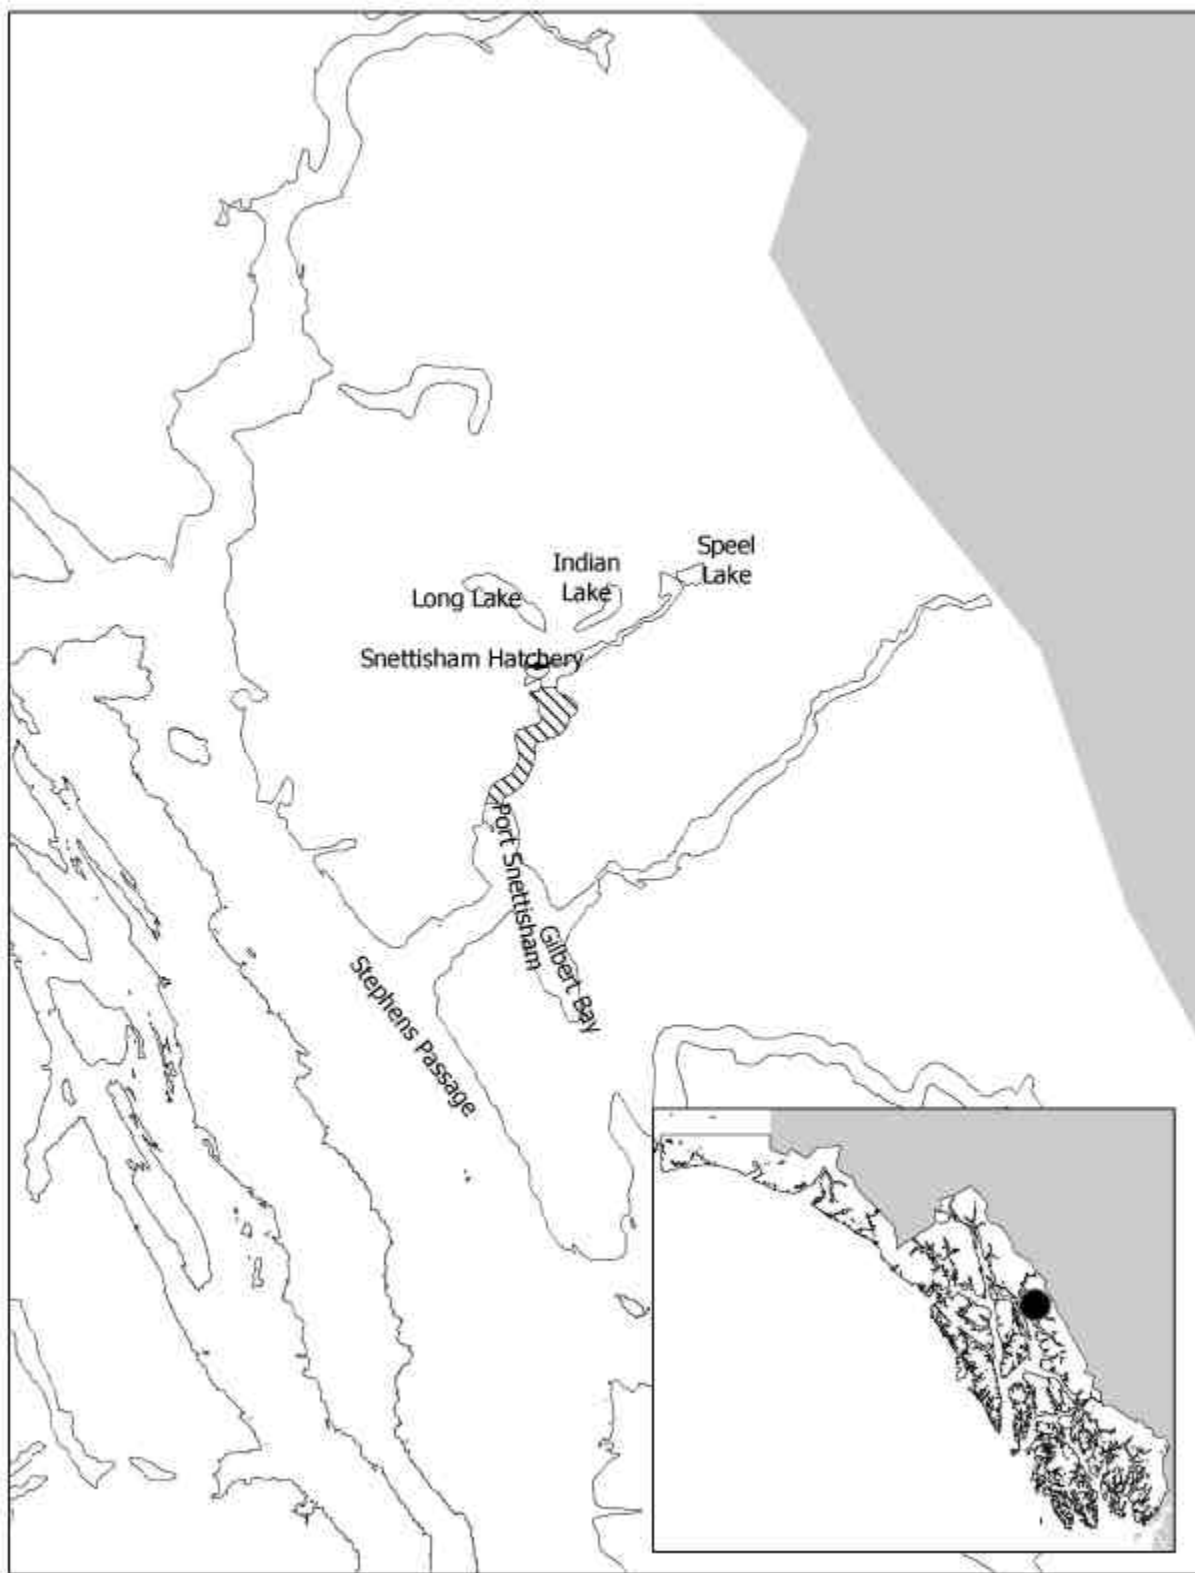 Speel
Lake
Indian
Lake
Long Lake
Snettisham Hatchery
Port Snettisham
Gilbert Bay
Stephens Passage